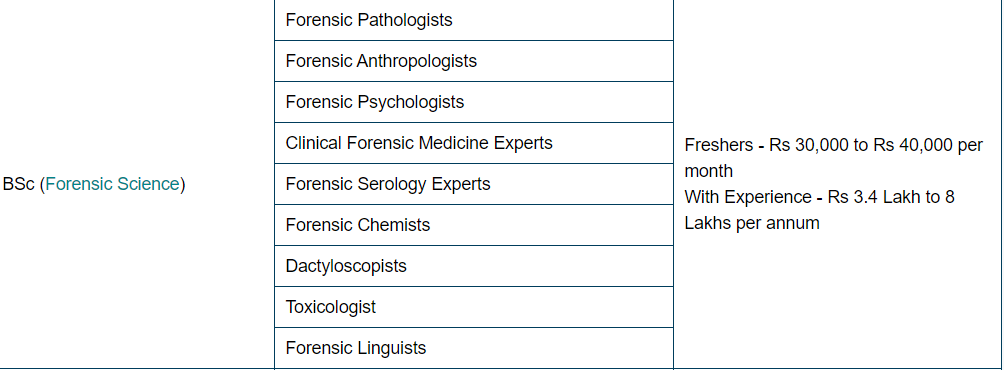 BSc (Forensic Science)
Forensic Pathologists
Forensic Anthropologists
Forensic Psychologists
Clinical Forensic Medicine Experts
Forensic Serology Experts
Forensic Chemists
Dactyloscopists
Toxicologist
Forensic Linguists
Freshers - Rs 30,000 to Rs 40,000 per
month
With Experience - Rs 3.4 Lakh to 8
Lakhs per annum